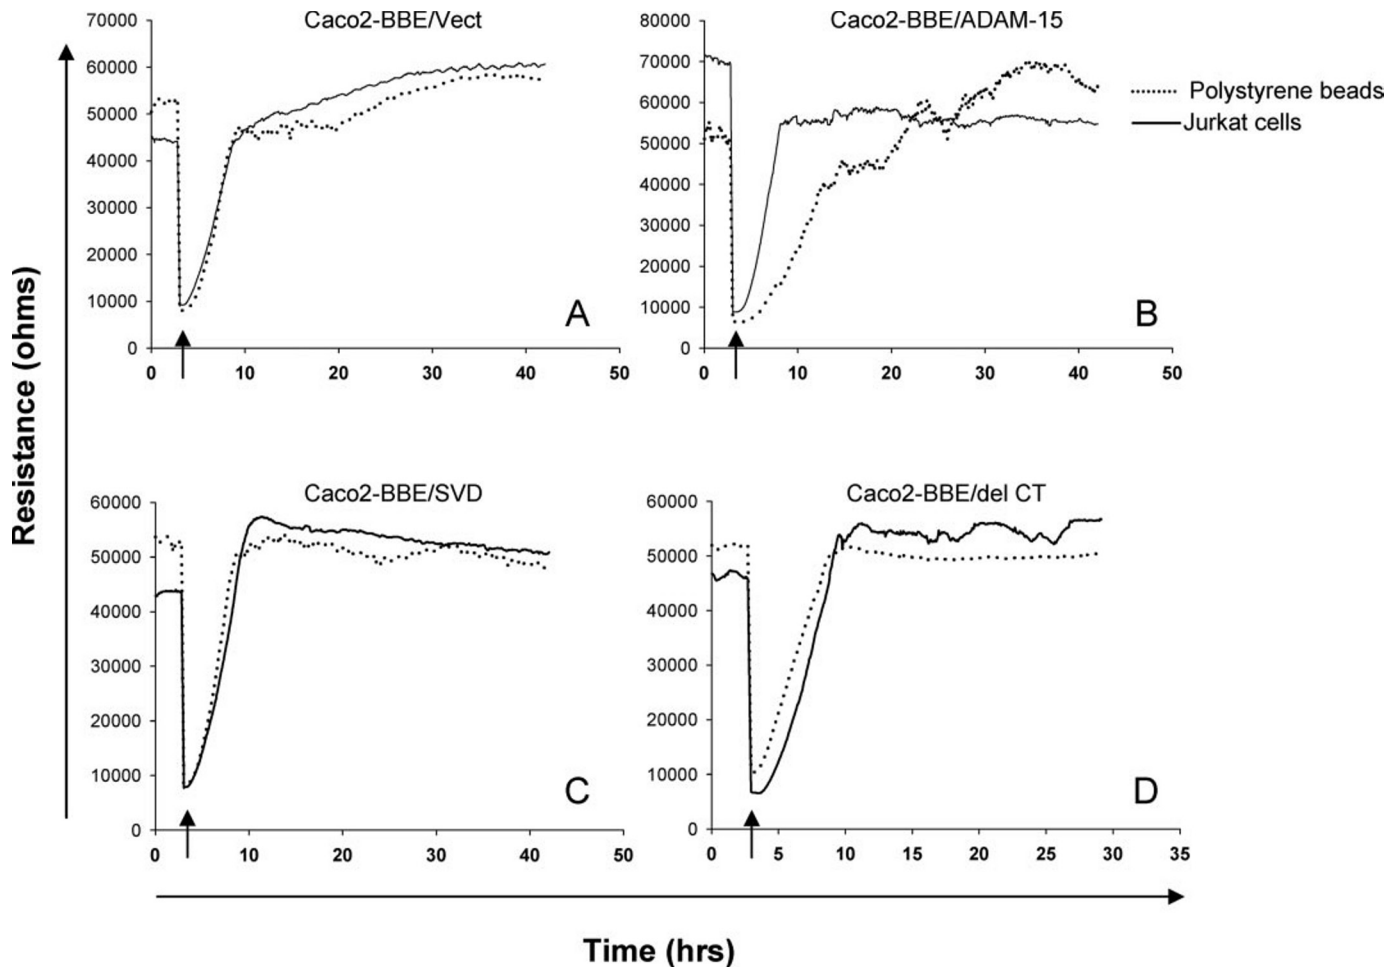 Caco2-BBE/Vect
70000
60000
50000
40000
30000
20000
10000
0
0 10 20 30 40 50
A
Caco2-BBE/ADAM-15
80000
70000
60000
50000
40000
30000
20000
10000
0
0 10 20 30 40 50
B
Polystyrene beads
Jurkat cells
Resistance (ohms)
Caco2-BBE/SVD
60000
50000
40000
30000
20000
10000
0
0 10 20 30 40 50
C
Caco2-BBE/del CT
60000
50000
40000
30000
20000
10000
0
0 5 10 15 20 25 30 35
D
Time (hrs)